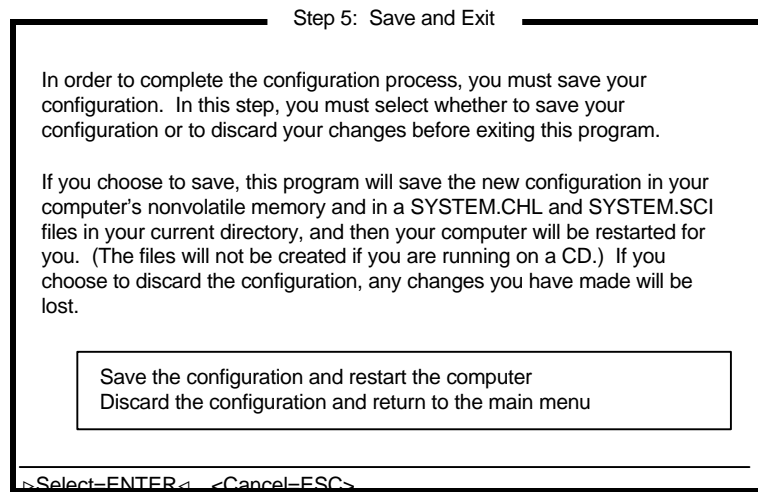 Step 5: Save and Exit
In order to complete the configuration process, you must save your
configuration. In this step, you must select whether to save your
configuration or to discard your changes before exiting this program.
If you choose to save, this program will save the new configuration in your
computer's nonvolatile memory and in a SYSTEM.CHL and SYSTEM.SCI
files in your current directory, and then your computer will be restarted for
you. (The files will not be created if you are running on a CD.) If you
choose to discard the configuration, any changes you have made will be
lost.
Save the configuration and restart the computer
Discard the configuration and return to the main menu
▷Select=ENTER◁ <Cancel=ESC>